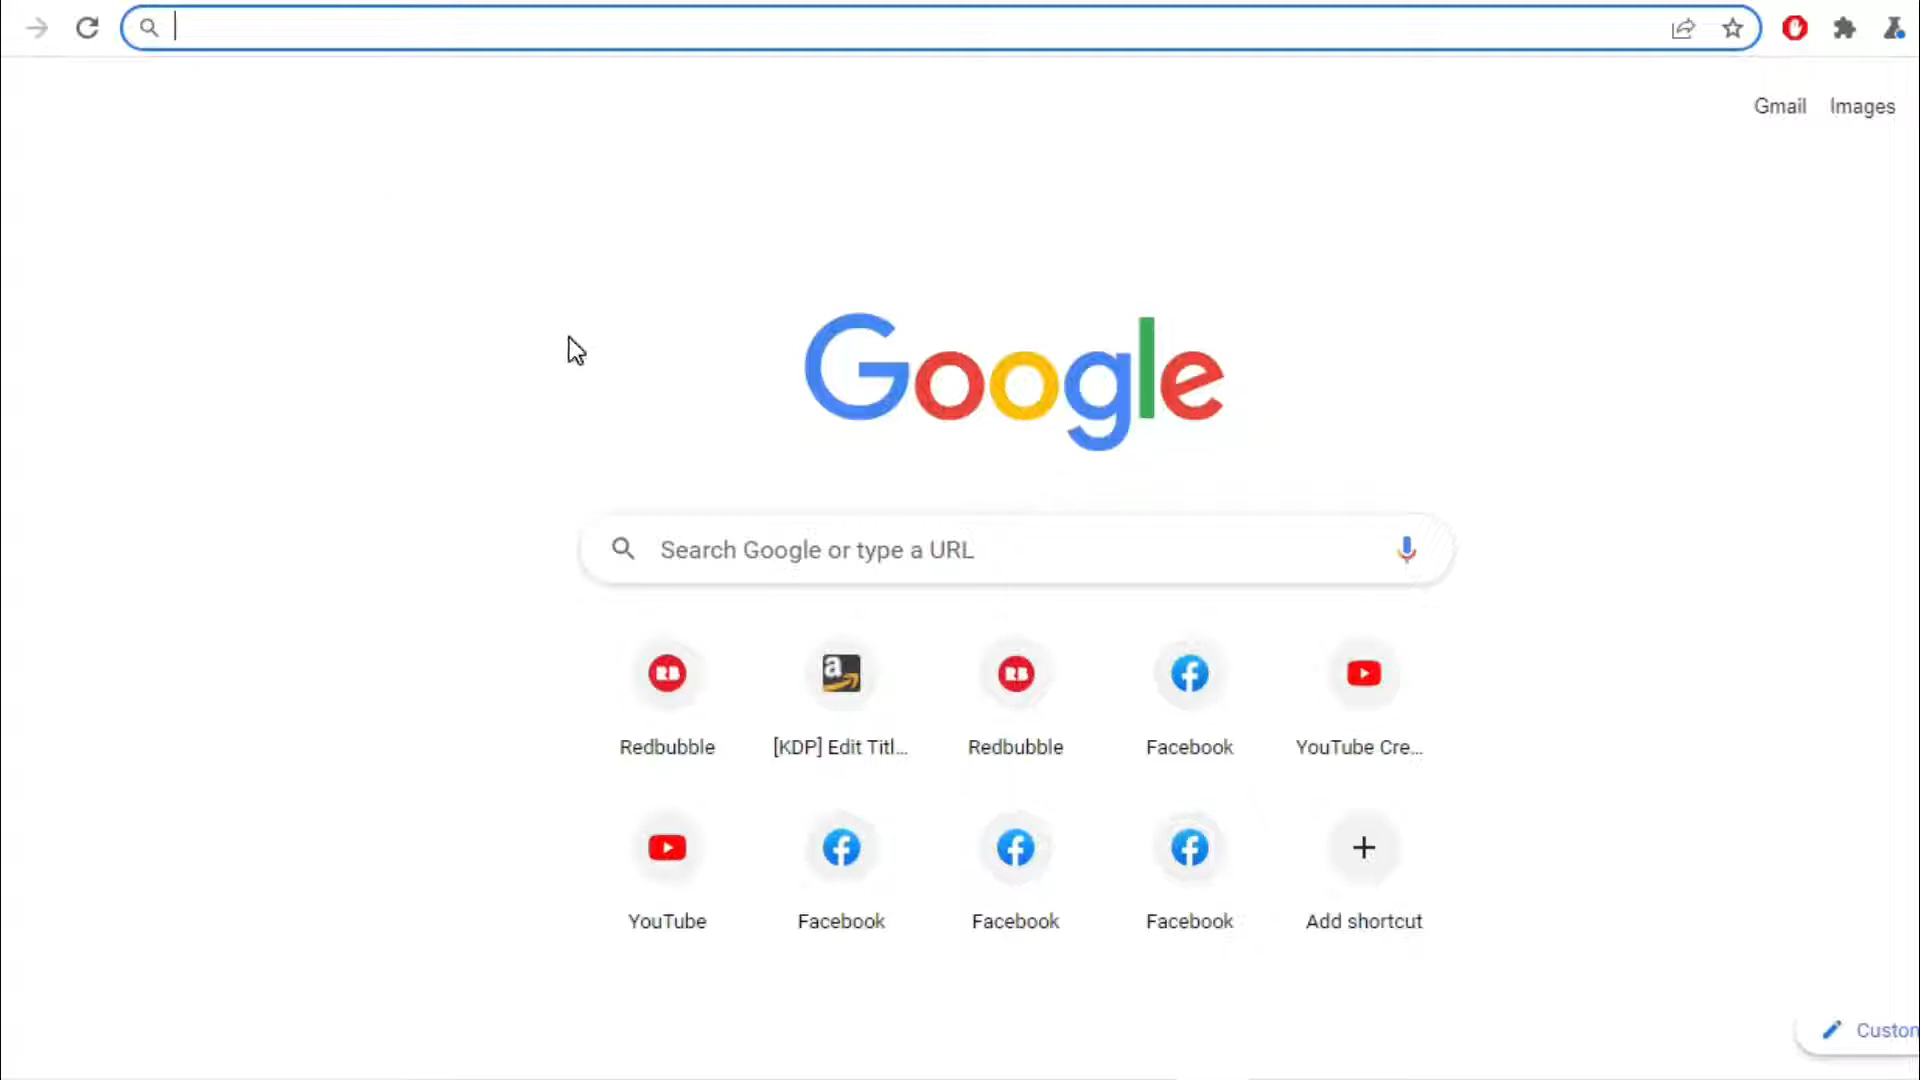 Gmail Images
Google
Search Google or type a URL
Redbubble [KDP] Edit Titl... Redbubble Facebook YouTube Cre...
YouTube Facebook Facebook Facebook Add shortcut
Custon